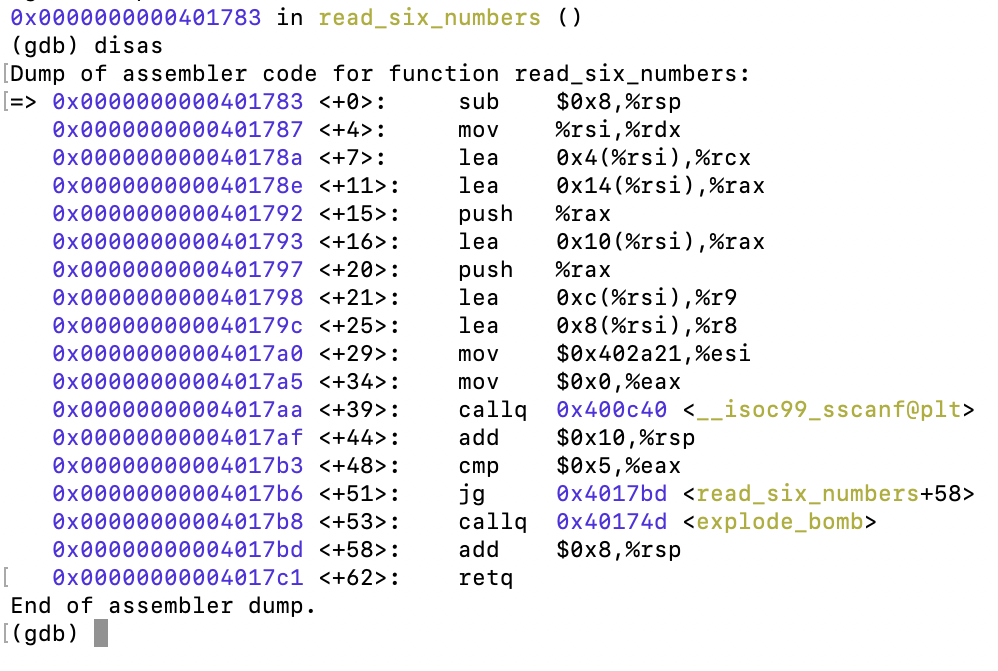 0x0000000000401783 in read_six_numbers ()
(gdb) disas
[Dump of assembler code for function read_six_numbers:
[=> 0x0000000000401783 <+0>:     sub    $0x8,%rsp
    0x0000000000401787 <+4>:     mov    %rsi,%rdx
    0x000000000040178a <+7>:     lea    0x4(%rsi),%rcx
    0x000000000040178e <+11>:    lea    0x14(%rsi),%rax
    0x0000000000401792 <+15>:    push   %rax
    0x0000000000401793 <+16>:    lea    0x10(%rsi),%rax
    0x0000000000401797 <+20>:    push   %rax
    0x0000000000401798 <+21>:    lea    0xc(%rsi),%r9
    0x000000000040179c <+25>:    lea    0x8(%rsi),%r8
    0x00000000004017a0 <+29>:    mov    $0x402a21,%esi
    0x00000000004017a5 <+34>:    mov    $0x0,%eax
    0x00000000004017aa <+39>:    callq  0x400c40 <__isoc99_sscanf@plt>
    0x00000000004017af <+44>:    add    $0x10,%rsp
    0x00000000004017b3 <+48>:    cmp    $0x5,%eax
    0x00000000004017b6 <+51>:    jg     0x4017bd <read_six_numbers+58>
    0x00000000004017b8 <+53>:    callq  0x40174d <explode_bomb>
    0x00000000004017bd <+58>:    add    $0x8,%rsp
[   0x00000000004017c1 <+62>:    retq
End of assembler dump.
[(gdb)